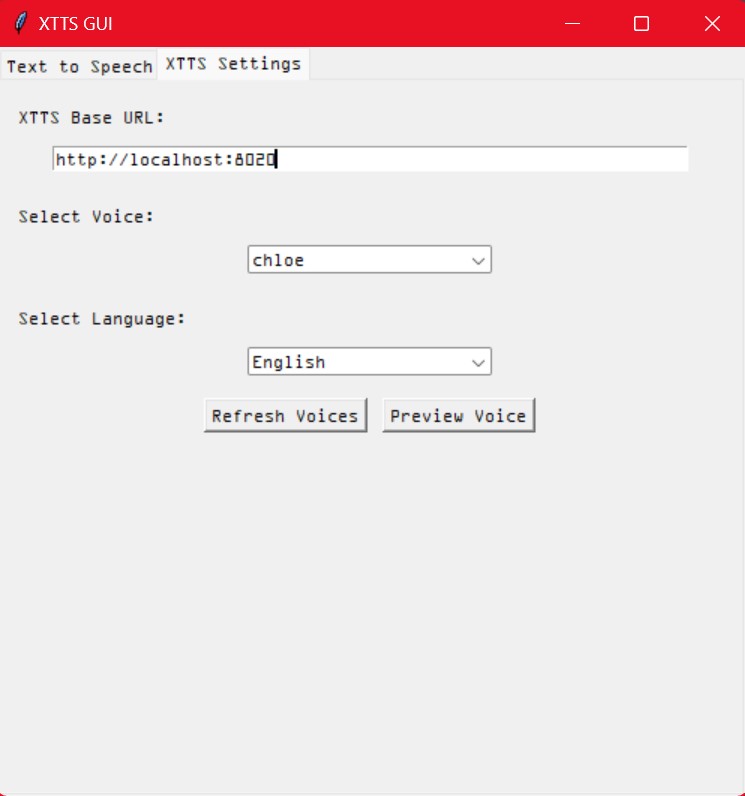 XTTS GUI
Text to Speech XTTS Settings
XTTS Base URL:
http://localhost:8020
Select Voice:
chloe
Select Language:
English
Refresh Voices Preview Voice